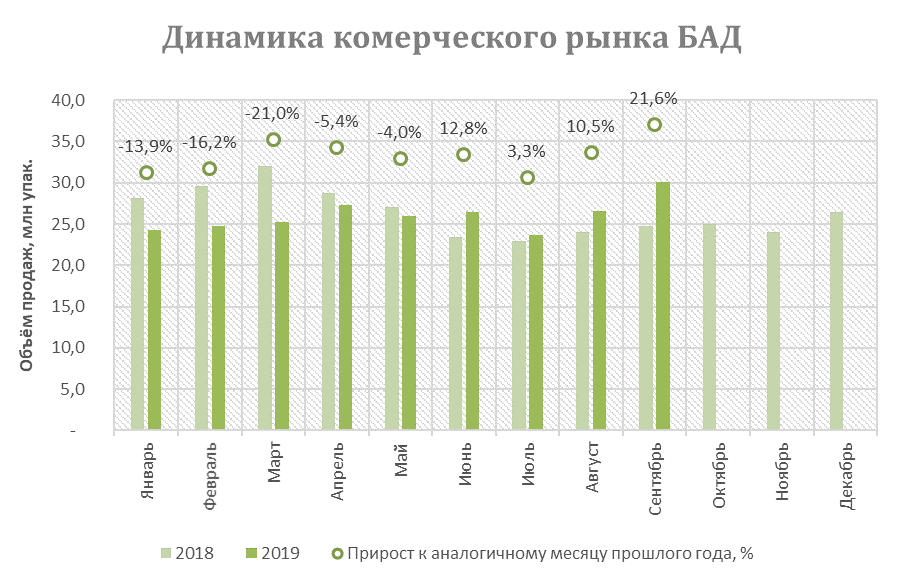 Динамика комерческого рынка БАД
Объём продаж, млн упак.
40,0
35,0
30,0
25,0
20,0
15,0
10,0
5,0
-
-13,9%
-16,2%
-21,0%
-5,4%
-4,0%
12,8%
3,3%
10,5%
21,6%
Январь
Февраль
Март
Апрель
Май
Июнь
Июль
Август
Сентябрь
Октябрь
Ноябрь
Декабрь
2018
2019
Прирост к аналогичному месяцу прошлого года, %